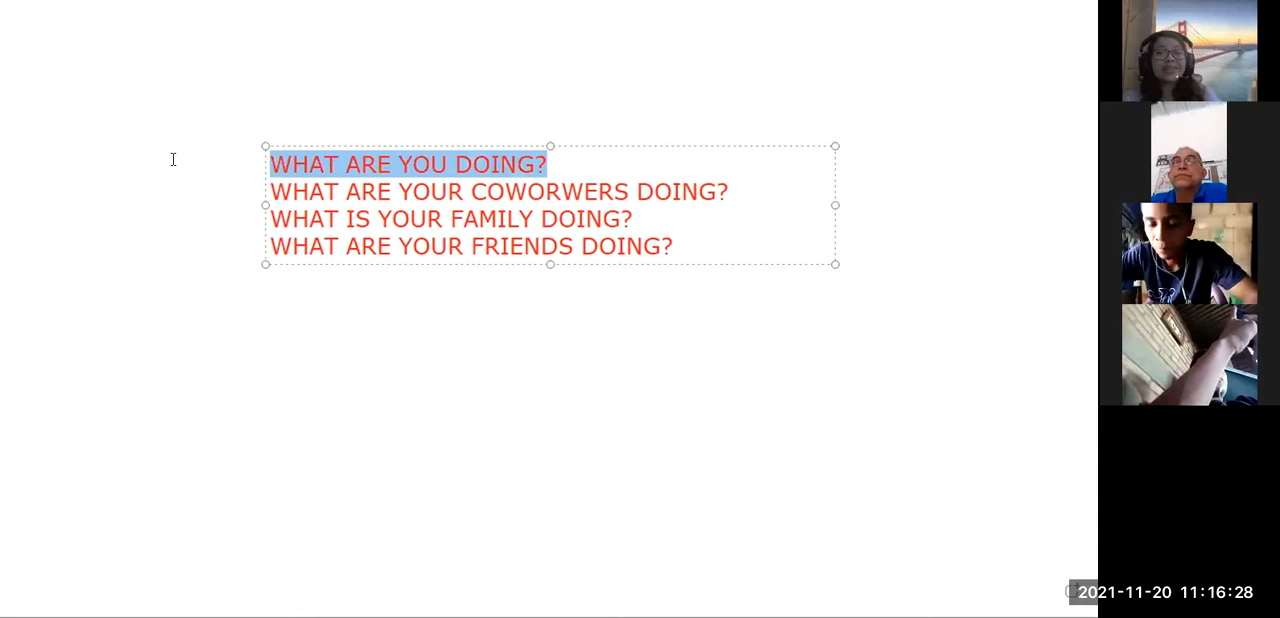 WHAT ARE YOU DOING?
WHAT ARE YOUR COWORWERS DOING?
WHAT IS YOUR FAMILY DOING?
WHAT ARE YOUR FRIENDS DOING?
2021-11-20 11:16:28